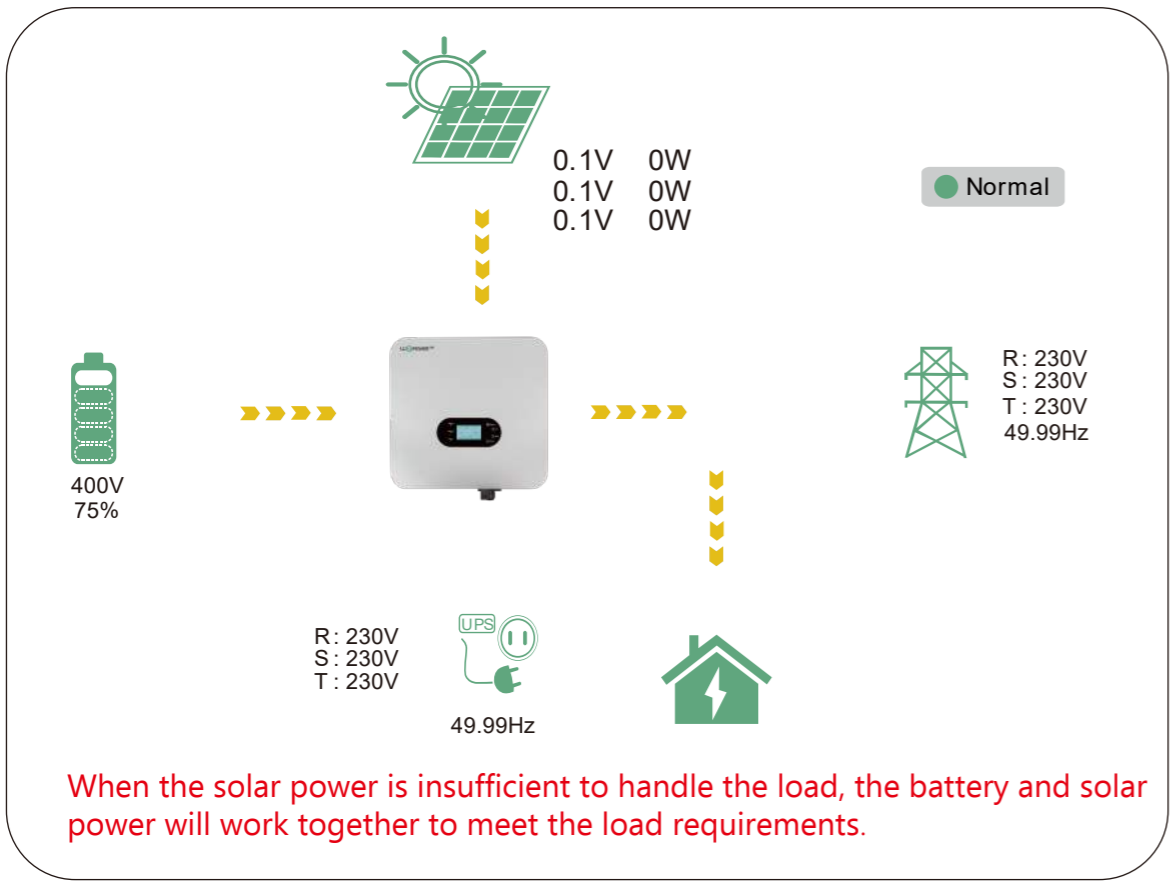 0.1V 0W
0.1V 0W
0.1V 0W
Normal
400V
75%
R: 230V
S: 230V
T: 230V
49.99Hz
R: 230V
S: 230V
T: 230V
UPS
49.99Hz
When the solar power is insufficient to handle the load, the battery and solar
power will work together to meet the load requirements.